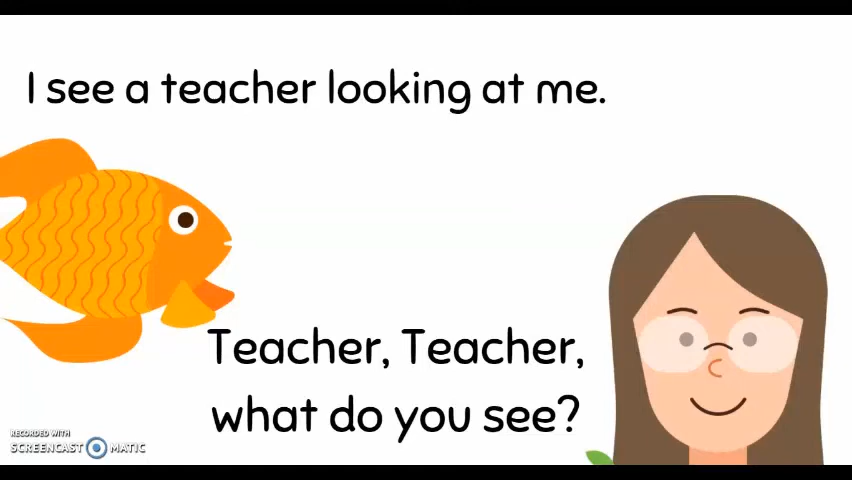 I see a teacher looking at me.
Teacher, Teacher,
what do you see?
RECORDED WITH
SCREENCAST MATIC